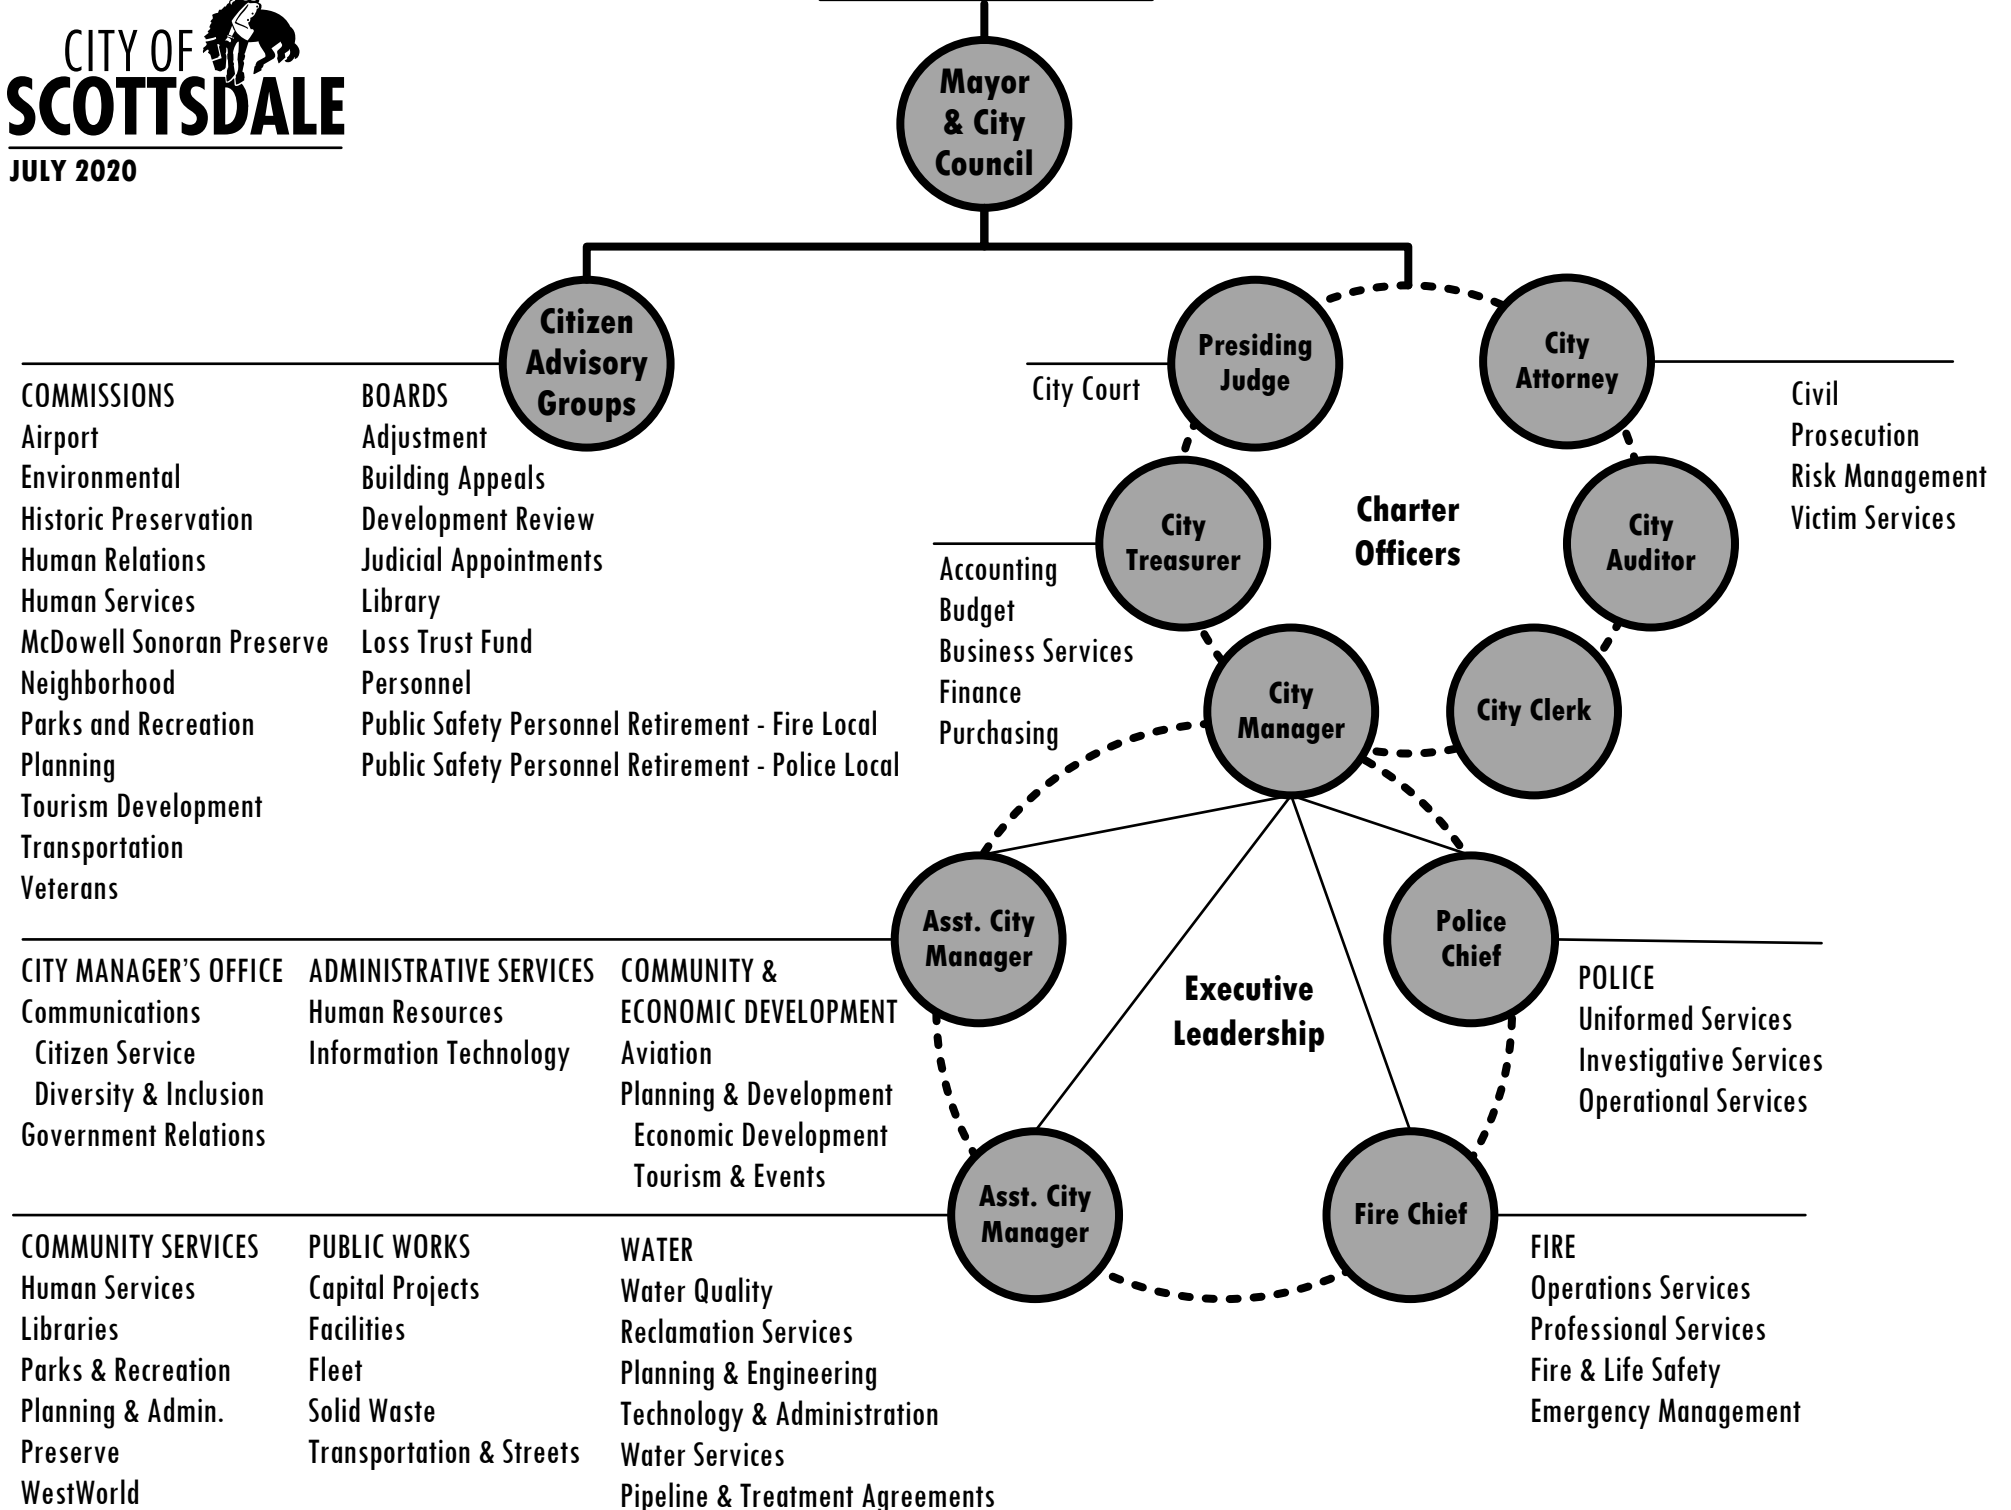 CITY OF
SCOTTSDALE
JULY 2020
Mayor
& City
Council
Citizen
Advisory
Groups
COMMISSIONS
Airport
Environmental
Historic Preservation
Human Relations
Human Services
McDowell Sonoran Preserve
Neighborhood
Parks and Recreation
Planning
Tourism Development
Transportation
Veterans
BOARDS
Adjustment
Building Appeals
Development Review
Judicial Appointments
Library
Loss Trust Fund
Personnel
Public Safety Personnel Retirement - Fire Local
Public Safety Personnel Retirement - Police Local
Presiding
Judge
City Court
City
Attorney
Civil
Prosecution
Risk Management
Victim Services
City
Treasurer
Accounting
Budget
Business Services
Finance
Purchasing
Charter
Officers
City
Auditor
City
Manager
City Clerk
Asst. City
Manager
CITY MANAGER'S OFFICE
Communications
Citizen Service
Diversity & Inclusion
Government Relations
ADMINISTRATIVE SERVICES
Human Resources
Information Technology
COMMUNITY &
ECONOMIC DEVELOPMENT
Aviation
Planning & Development
Economic Development
Tourism & Events
Executive
Leadership
Police
Chief
POLICE
Uniformed Services
Investigative Services
Operational Services
Asst. City
Manager
COMMUNITY SERVICES
Human Services
Libraries
Parks & Recreation
Planning & Admin.
Preserve
WestWorld
PUBLIC WORKS
Capital Projects
Facilities
Fleet
Solid Waste
Transportation & Streets
WATER
Water Quality
Reclamation Services
Planning & Engineering
Technology & Administration
Water Services
Pipeline & Treatment Agreements
Fire Chief
FIRE
Operations Services
Professional Services
Fire & Life Safety
Emergency Management